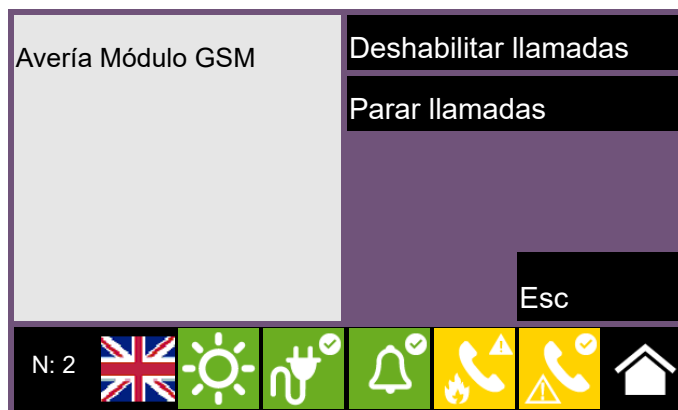 Avería Módulo GSM
Deshabilitar llamadas
Parar llamadas
Esc
N: 2